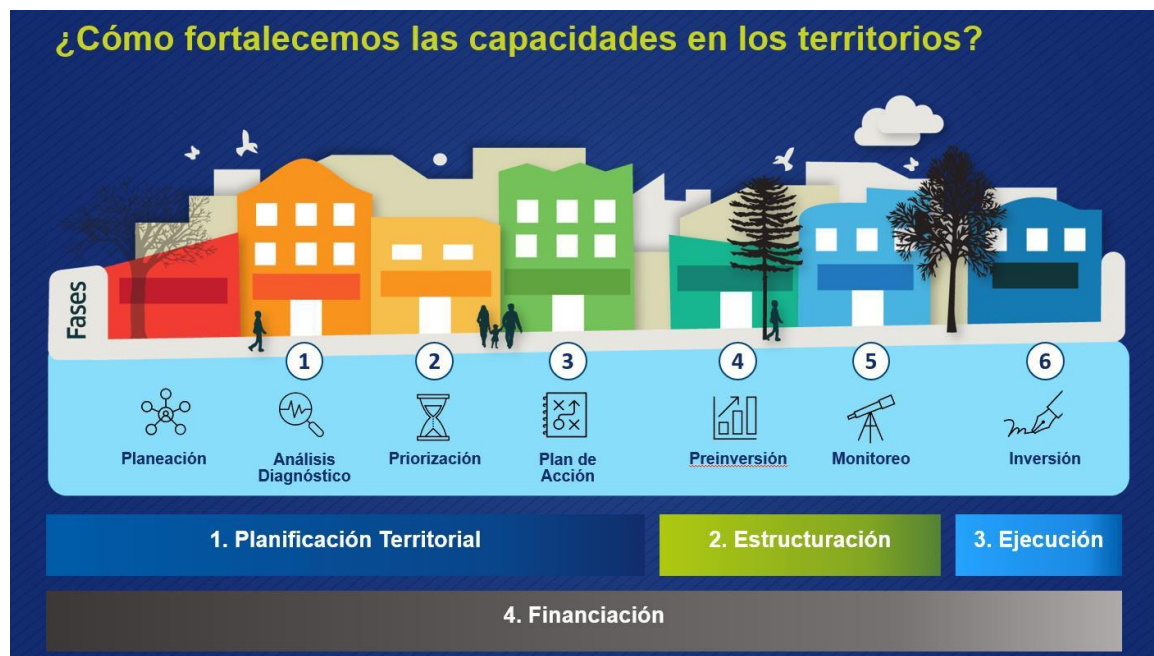 ¿Cómo fortalecemos las capacidades en los territorios?
Fases
1
2
3
4
5
6
Planeación
Análisis
Diagnóstico
Priorización
Plan de
Acción
Preinversión
Monitoreo
Inversión
1. Planificación Territorial
2. Estructuración
3. Ejecución
4. Financiación